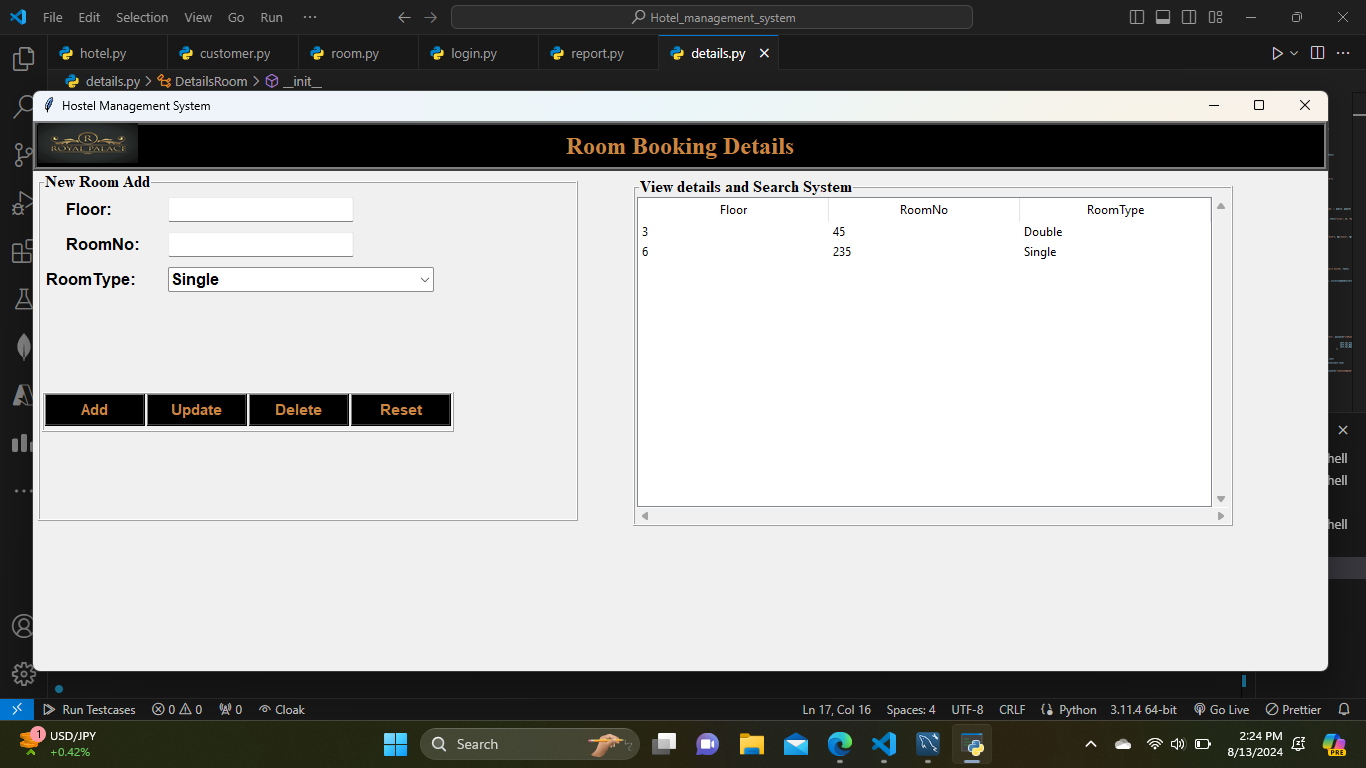 File Edit Selection View Go Run ··· Hotel_management_system
hotel.py customer.py room.py login.py report.py details.py
details.py > DetailsRoom > __init__
Hostel Management System
R
ROYAL PALACE
Room Booking Details
New Room Add
Floor:
RoomNo:
RoomType: Single
Add Update Delete Reset
View details and Search System
Floor RoomNo RoomType
3 45 Double
6 235 Single
hell
hell
hell
Run Testcases 0 0 0 Cloak Ln 17, Col 16 Spaces: 4 UTF-8 CRLF Python 3.11.4 64-bit Go Live Prettier
1
USD/JPY
+0.42%
Search
2:24 PM
8/13/2024
PRE